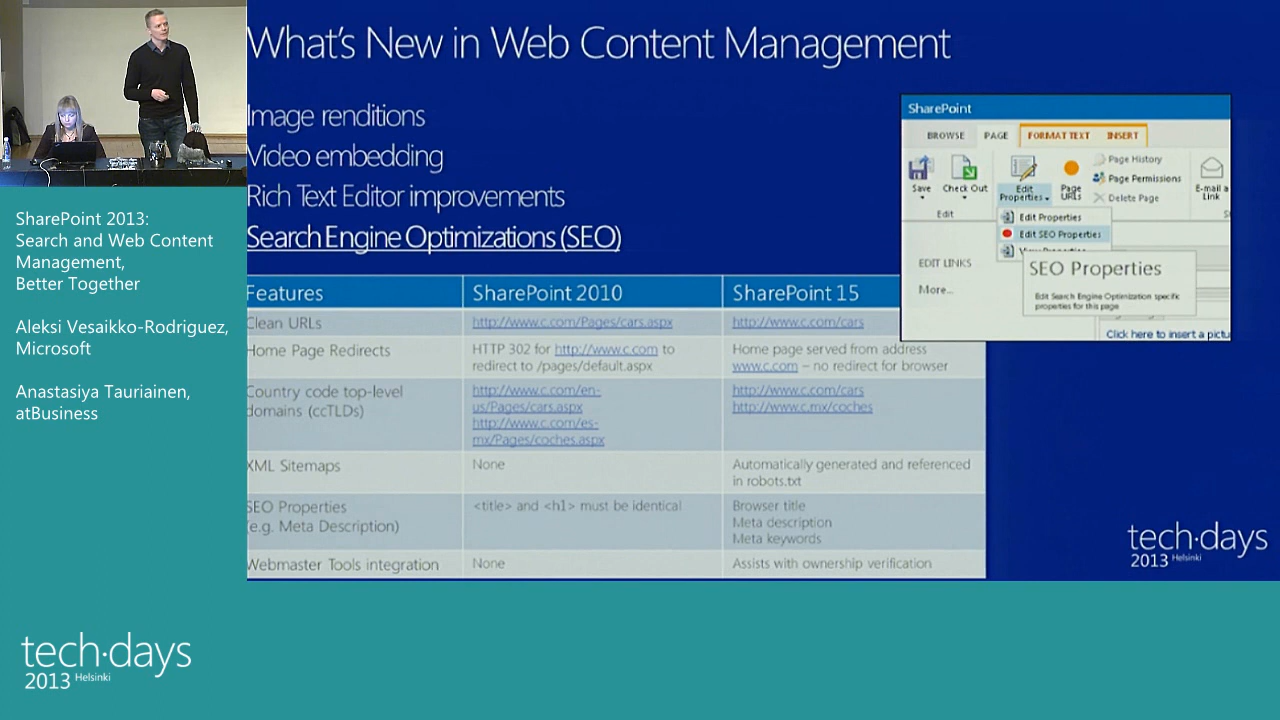 What's New in Web Content Management
Image renditions
Video embedding
Rich Text Editor improvements
Search Engine Optimizations (SEO)
SharePoint
BROWSE PAGE FORMAT TEXT INSERT
Save
Check Out
Edit Properties
Page URLs
Page History
Page Permissions
Delete Page
E-mail a Link
Edit
Edit Properties
Edit SEO Properties
EDIT LINKS
SEO Properties
Edit Search Engine Optimization specific
properties for this page
More...
Click here to insert a pictu
SharePoint 2013:
Search and Web Content
Management,
Better Together
Aleksi Vesaikko-Rodriguez,
Microsoft
Anastasiya Tauriainen,
atBusiness
Features SharePoint 2010 SharePoint 15
Clean URLs http://www.c.com/Pages/cars.aspx http://www.c.com/cars
Home Page Redirects
HTTP 302 for http://www.c.com to
redirect to /pages/default.aspx
Home page served from address
www.c.com – no redirect for browser
Country code top-level
domains (ccTLDs)
http://www.c.com/en-
us/Pages/cars.aspx
http://www.c.com/es-
mx/Pages/coches.aspx
http://www.c.com/cars
http://www.c.mx/coches
XML Sitemaps
None
Automatically generated and referenced
in robots.txt
SEO Properties
(e.g. Meta Description)
<title> and <h1> must be identical
Browser title
Meta description
Meta keywords
Webmaster Tools integration None Assists with ownership verification
tech·days
2013 Helsinki
tech·days
2013 Helsinki